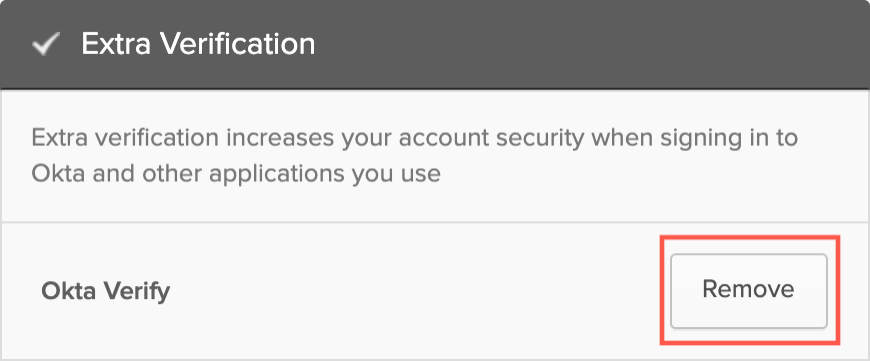 Extra Verification
Extra verification increases your account security when signing in to
Okta and other applications you use
Okta Verify
Remove